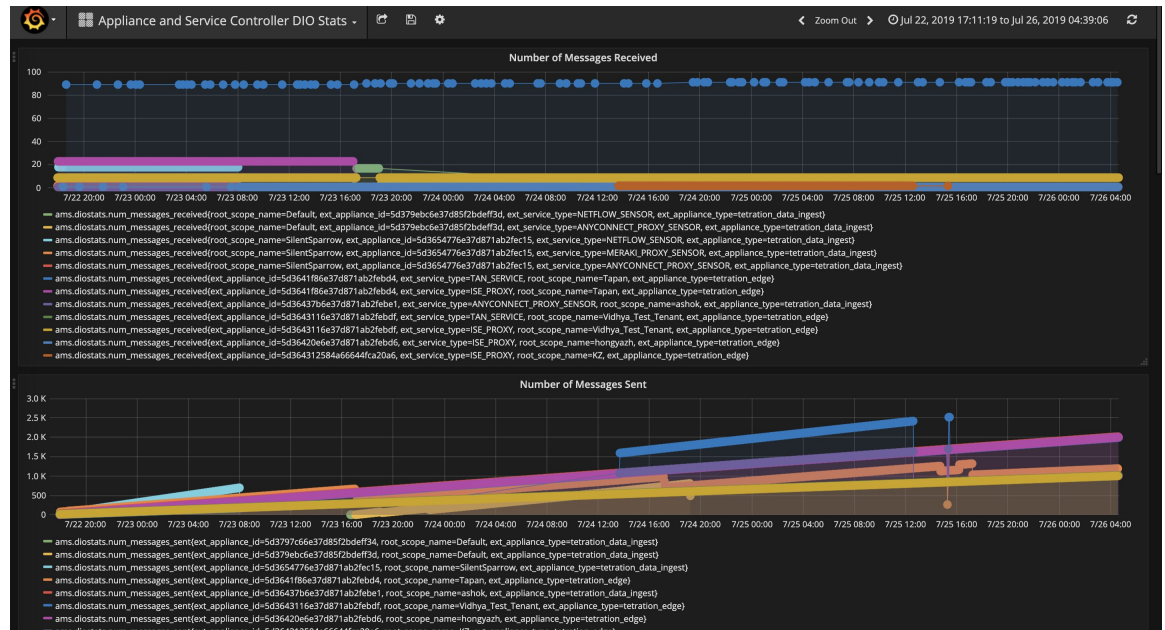 Appliance and Service Controller DIO Stats
Zoom Out
Jul 22, 2019 17:11:19 to Jul 26, 2019 04:39:06
Number of Messages Received
100
80
60
40
20
0
7/22 20:00 7/23 00:00 7/23 04:00 7/23 08:00 7/23 12:00 7/23 16:00 7/23 20:00 7/24 00:00 7/24 04:00 7/24 08:00 7/24 12:00 7/24 16:00 7/24 20:00 7/25 00:00 7/25 04:00 7/25 08:00 7/25 12:00 7/25 16:00 7/25 20:00 7/26 00:00 7/26 04:00
ams.diostats.num_messages_received{root_scope_name=Default, ext_appliance_id=5d379ebc6e37d85f2bdeff3d, ext_service_type=NETFLOW_SENSOR, ext_appliance_type=tetration_data_ingest}
ams.diostats.num_messages_received{root_scope_name=Default, ext_appliance_id=5d379ebc6e37d85f2bdeff3d, ext_service_type=ANYCONNECT_PROXY_SENSOR, ext_appliance_type=tetration_data_ingest}
ams.diostats.num_messages_received{root_scope_name=SilentSparrow, ext_appliance_id=5d3654776e37d871ab2fec15, ext_service_type=NETFLOW_SENSOR, ext_appliance_type=tetration_data_ingest}
ams.diostats.num_messages_received{root_scope_name=SilentSparrow, ext_appliance_id=5d3654776e37d871ab2fec15, ext_service_type=MERAKI_PROXY_SENSOR, ext_appliance_type=tetration_data_ingest}
ams.diostats.num_messages_received{root_scope_name=SilentSparrow, ext_appliance_id=5d3654776e37d871ab2fec15, ext_service_type=ANYCONNECT_PROXY_SENSOR, ext_appliance_type=tetration_data_ingest}
ams.diostats.num_messages_received{ext_appliance_id=5d3641f86e37d871ab2febd4, ext_service_type=TAN_SERVICE, root_scope_name=Tapan, ext_appliance_type=tetration_edge}
ams.diostats.num_messages_received{ext_appliance_id=5d3641f86e37d871ab2febd4, ext_service_type=ISE_PROXY, root_scope_name=Tapan, ext_appliance_type=tetration_edge}
ams.diostats.num_messages_received{ext_appliance_id=5d36437b6e37d871ab2febe1, ext_service_type=ANYCONNECT_PROXY_SENSOR, root_scope_name=ashok, ext_appliance_type=tetration_data_ingest}
ams.diostats.num_messages_received{ext_appliance_id=5d3643116e37d871ab2febdf, ext_service_type=TAN_SERVICE, root_scope_name=Vidhya_Test_Tenant, ext_appliance_type=tetration_edge}
ams.diostats.num_messages_received{ext_appliance_id=5d3643116e37d871ab2febdf, ext_service_type=ISE_PROXY, root_scope_name=Vidhya_Test_Tenant, ext_appliance_type=tetration_edge}
ams.diostats.num_messages_received{ext_appliance_id=5d36420e6e37d871ab2febd6, ext_service_type=ISE_PROXY, root_scope_name=hongyazh, ext_appliance_type=tetration_edge}
ams.diostats.num_messages_received{ext_appliance_id=5d364312584a66644fca20a6, ext_service_type=ISE_PROXY, root_scope_name=KZ, ext_appliance_type=tetration_edge}
Number of Messages Sent
3.0 K
2.5 K
2.0 K
1.5 K
1.0 K
500
0
7/22 20:00 7/23 00:00 7/23 04:00 7/23 08:00 7/23 12:00 7/23 16:00 7/23 20:00 7/24 00:00 7/24 04:00 7/24 08:00 7/24 12:00 7/24 16:00 7/24 20:00 7/25 00:00 7/25 04:00 7/25 08:00 7/25 12:00 7/25 16:00 7/25 20:00 7/26 00:00 7/26 04:00
ams.diostats.num_messages_sent{ext_appliance_id=5d3797c66e37d85f2bdeff34, root_scope_name=Default, ext_appliance_type=tetration_data_ingest}
ams.diostats.num_messages_sent{ext_appliance_id=5d379ebc6e37d85f2bdeff3d, root_scope_name=Default, ext_appliance_type=tetration_data_ingest}
ams.diostats.num_messages_sent{ext_appliance_id=5d3654776e37d871ab2fec15, root_scope_name=SilentSparrow, ext_appliance_type=tetration_data_ingest}
ams.diostats.num_messages_sent{ext_appliance_id=5d3641f86e37d871ab2febd4, root_scope_name=Tapan, ext_appliance_type=tetration_edge}
ams.diostats.num_messages_sent{ext_appliance_id=5d36437b6e37d871ab2febe1, root_scope_name=ashok, ext_appliance_type=tetration_data_ingest}
ams.diostats.num_messages_sent{ext_appliance_id=5d3643116e37d871ab2febdf, root_scope_name=Vidhya_Test_Tenant, ext_appliance_type=tetration_edge}
ams.diostats.num_messages_sent{ext_appliance_id=5d36420e6e37d871ab2febd6, root_scope_name=hongyazh, ext_appliance_type=tetration_edge}